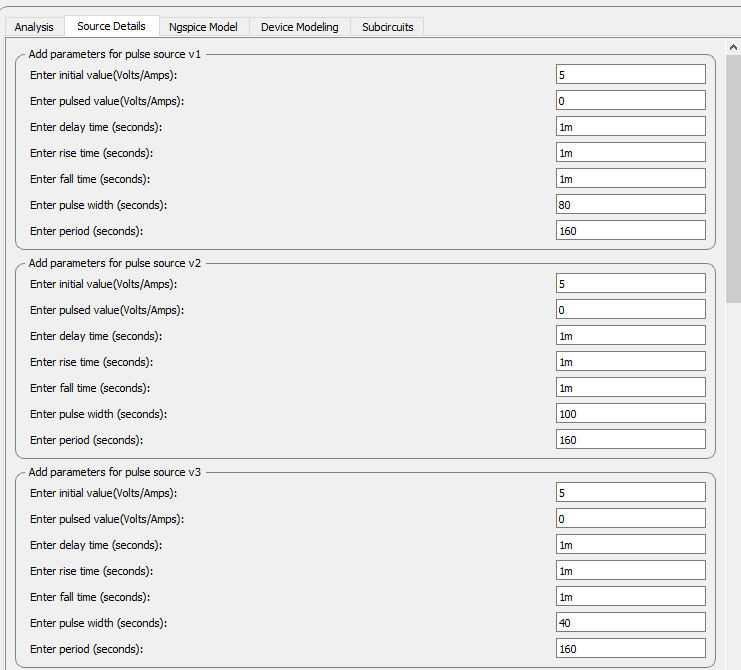 Analysis Source Details Ngspice Model Device Modeling Subcircuits
Add parameters for pulse source v1
Enter initial value(Volts/Amps): 5
Enter pulsed value(Volts/Amps): 0
Enter delay time (seconds): 1m
Enter rise time (seconds): 1m
Enter fall time (seconds): 1m
Enter pulse width (seconds): 80
Enter period (seconds): 160
Add parameters for pulse source v2
Enter initial value(Volts/Amps): 5
Enter pulsed value(Volts/Amps): 0
Enter delay time (seconds): 1m
Enter rise time (seconds): 1m
Enter fall time (seconds): 1m
Enter pulse width (seconds): 100
Enter period (seconds): 160
Add parameters for pulse source v3
Enter initial value(Volts/Amps): 5
Enter pulsed value(Volts/Amps): 0
Enter delay time (seconds): 1m
Enter rise time (seconds): 1m
Enter fall time (seconds): 1m
Enter pulse width (seconds): 40
Enter period (seconds): 160